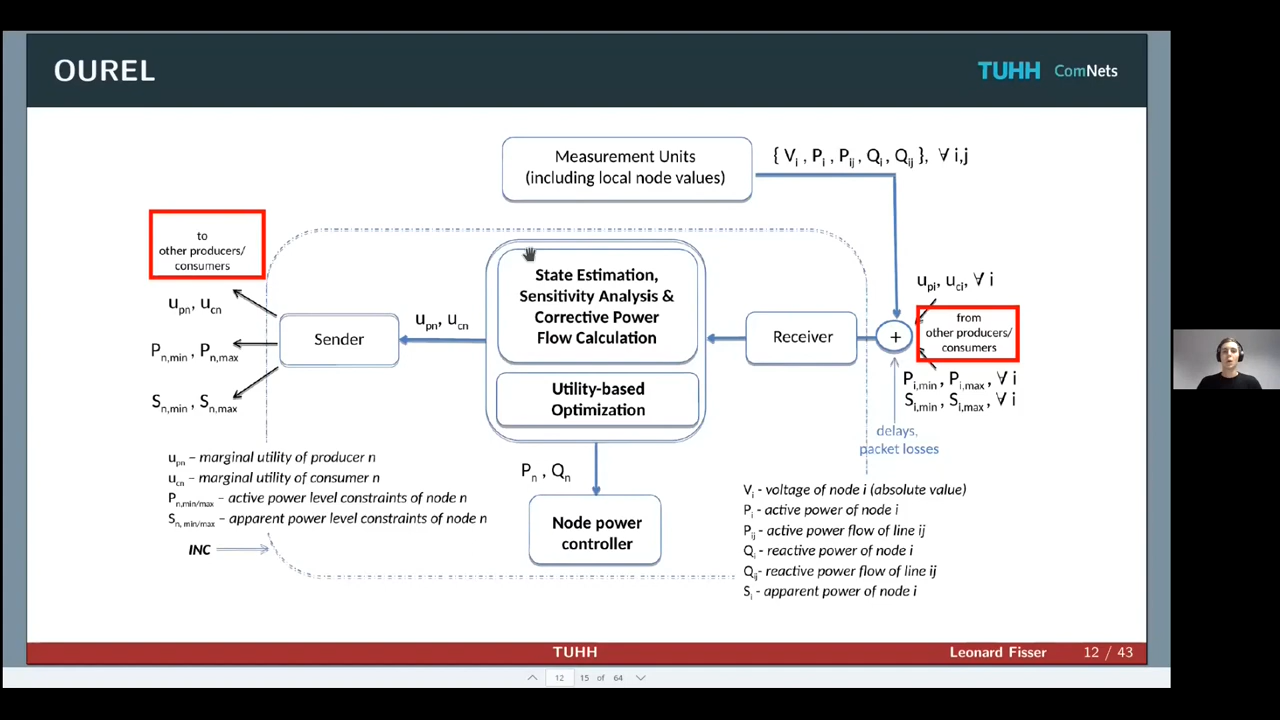 OUREL
TUHH ComNets
Measurement Units
(including local node values)
{ Vi , Pi , Pij, Qi, Qij }, ∀ i,j
to
other producers/
consumers
upn, ucn
Pn,min , Pn,max
Sn,min , Sn,max
Sender
upn, ucn
State Estimation,
Sensitivity Analysis &
Corrective Power
Flow Calculation
Utility-based
Optimization
Receiver
+
upi, uci, ∀ i
from
other producers/
consumers
Pi,min , Pi,max, ∀ i
Si,min , Si,max, ∀ i
delays,
packet losses
Pn , Qn
Node power
controller
upn – marginal utility of producer n
ucn – marginal utility of consumer n
Pn,min/max – active power level constraints of node n
Sn, min/max – apparent power level constraints of node n
INC
Vi - voltage of node i (absolute value)
Pi - active power of node i
Pij - active power flow of line ij
Qi - reactive power of node i
Qij- reactive power flow of line ij
Si - apparent power of node i
TUHH
Leonard Fisser
12 / 43
12 15 of 64